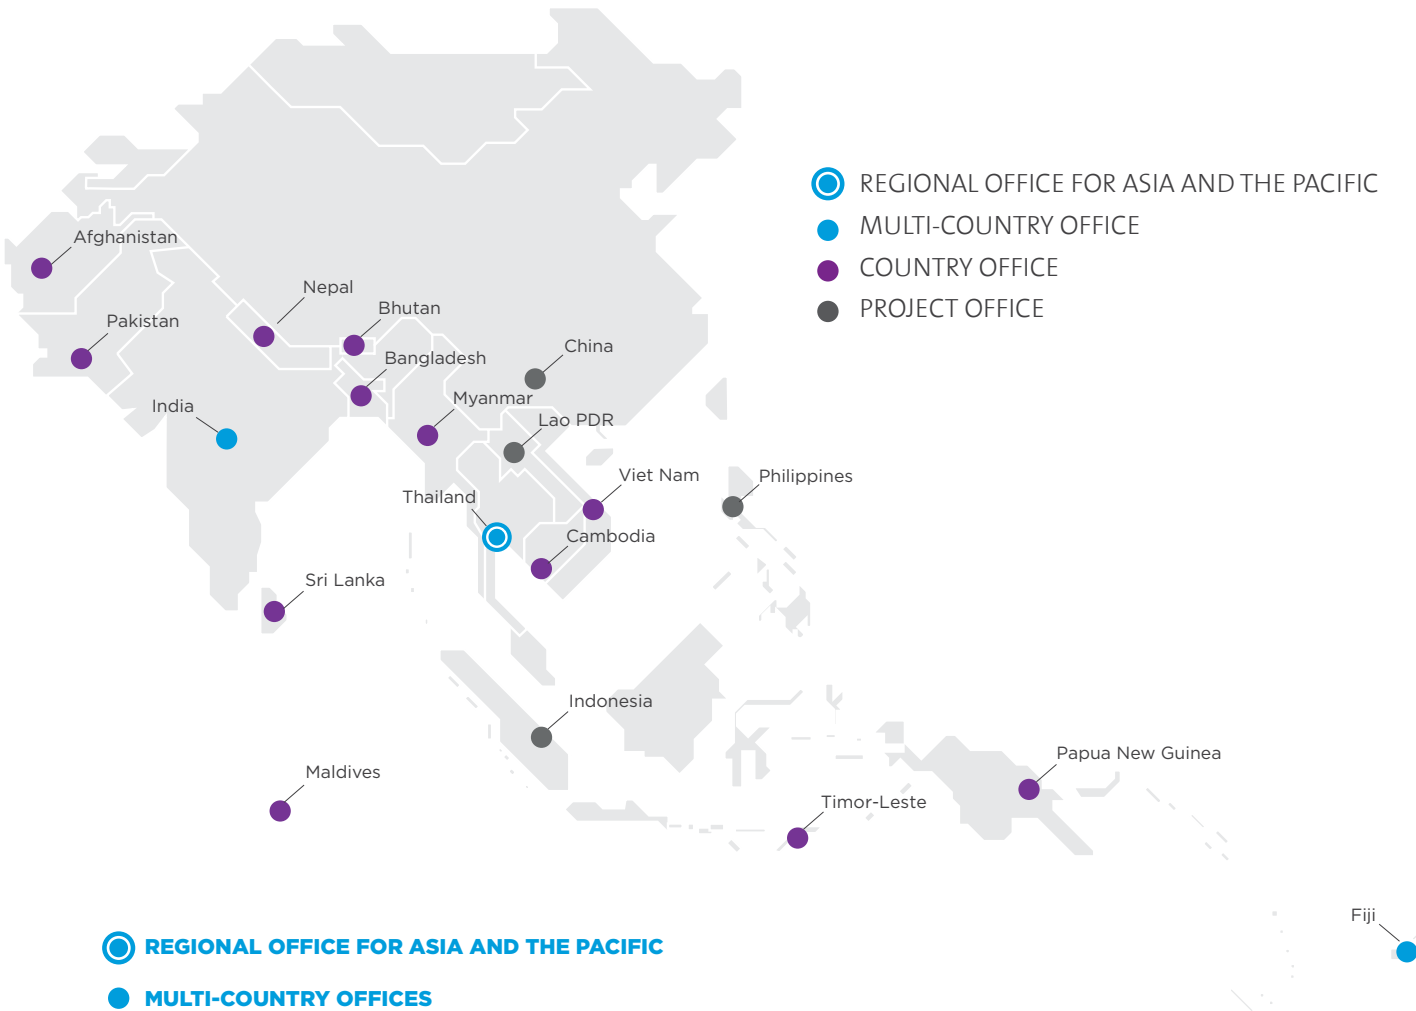 REGIONAL OFFICE FOR ASIA AND THE PACIFIC
MULTI-COUNTRY OFFICE
COUNTRY OFFICE
PROJECT OFFICE
Afghanistan
Nepal
Bhutan
Pakistan
China
Bangladesh
Myanmar
India
Lao PDR
Viet Nam
Philippines
Thailand
Cambodia
Sri Lanka
Indonesia
Papua New Guinea
Maldives
Timor-Leste
Fiji
REGIONAL OFFICE FOR ASIA AND THE PACIFIC
MULTI-COUNTRY OFFICES